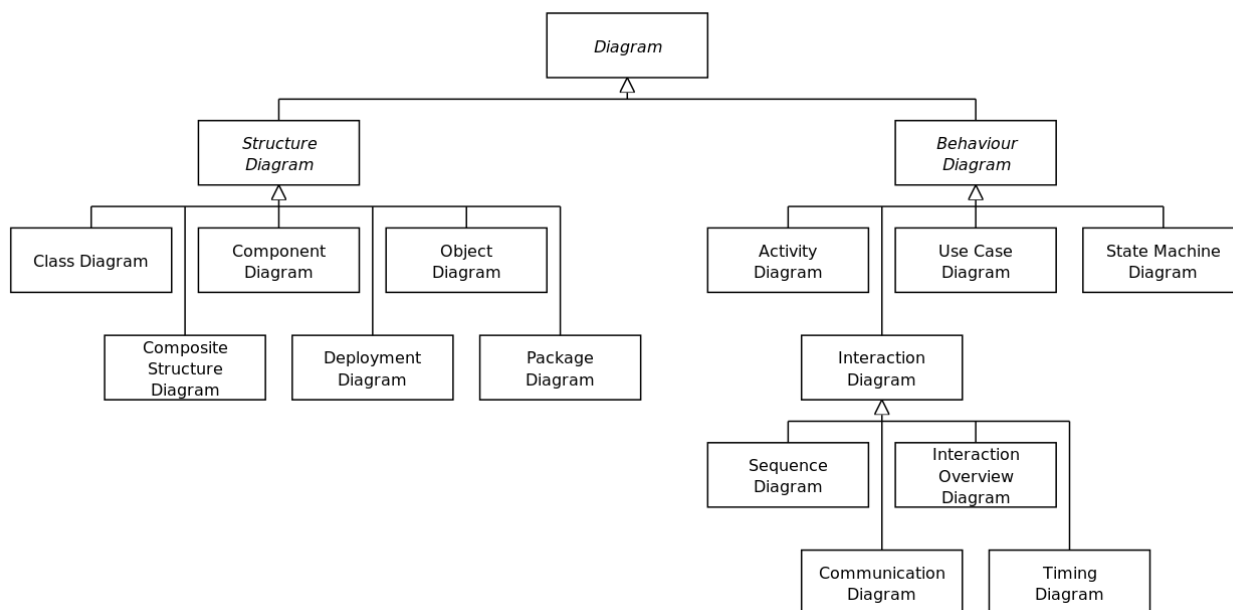 Diagram
Structure
Diagram
Behaviour
Diagram
Class Diagram
Component
Diagram
Object
Diagram
Activity
Diagram
Use Case
Diagram
State Machine
Diagram
Composite
Structure
Diagram
Deployment
Diagram
Package
Diagram
Interaction
Diagram
Sequence
Diagram
Interaction
Overview
Diagram
Communication
Diagram
Timing
Diagram